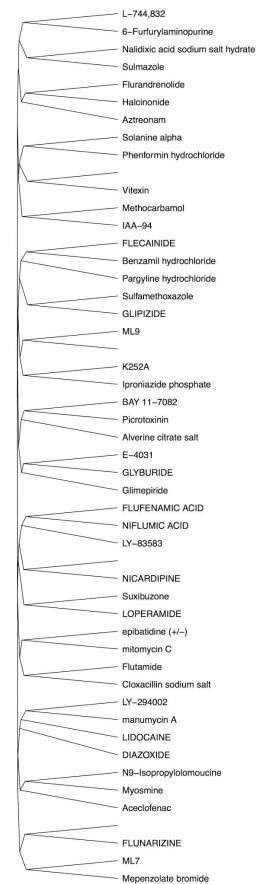 L−744,832
6−Furfurylaminopurine
Nalidixic acid sodium salt hydrate
Sulmazole
Flurandrenolide
Halcinonide
Aztreonam
Solanine alpha
Phenformin hydrochloride
Vitexin
Methocarbamol
IAA−94
FLECAINIDE
Benzamil hydrochloride
Pargyline hydrochloride
Sulfamethoxazole
GLIPIZIDE
ML9
K252A
Iproniazide phosphate
BAY 11−7082
Picrotoxinin
Alverine citrate salt
E−4031
GLYBURIDE
Glimepiride
FLUFENAMIC ACID
NIFLUMIC ACID
LY−83583
NICARDIPINE
Suxibuzone
LOPERAMIDE
epibatidine (+/−)
mitomycin C
Flutamide
Cloxacillin sodium salt
LY−294002
manumycin A
LIDOCAINE
DIAZOXIDE
N9−Isopropylolomoucine
Myosmine
Aceclofenac
FLUNARIZINE
ML7
Mepenzolate bromide